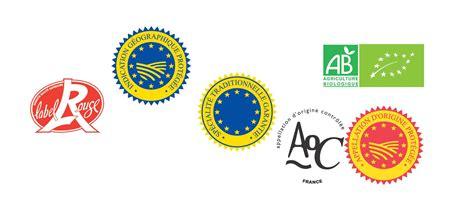 label
Rouge
INDICATION GÉOGRAPHIQUE PROTÉGÉE
SPÉCIALITÉ TRADITIONNELLE GARANTIE
AB
AGRICULTURE
BIOLOGIQUE
appellation d'origine contrôlée
AOC
FRANCE
APPELLATION D'ORIGINE PROTÉGÉE